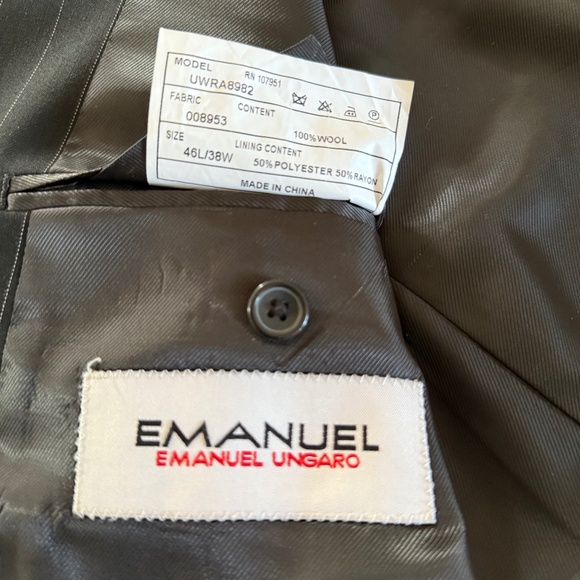 MODEL RN 107951
UWRA8982
FABRIC CONTENT
008953 100%WOOL
SIZE LINING CONTENT
46L/38W 50%POLYESTER 50%RAYON
MADE IN CHINA
EMANUEL
EMANUEL UNGARO